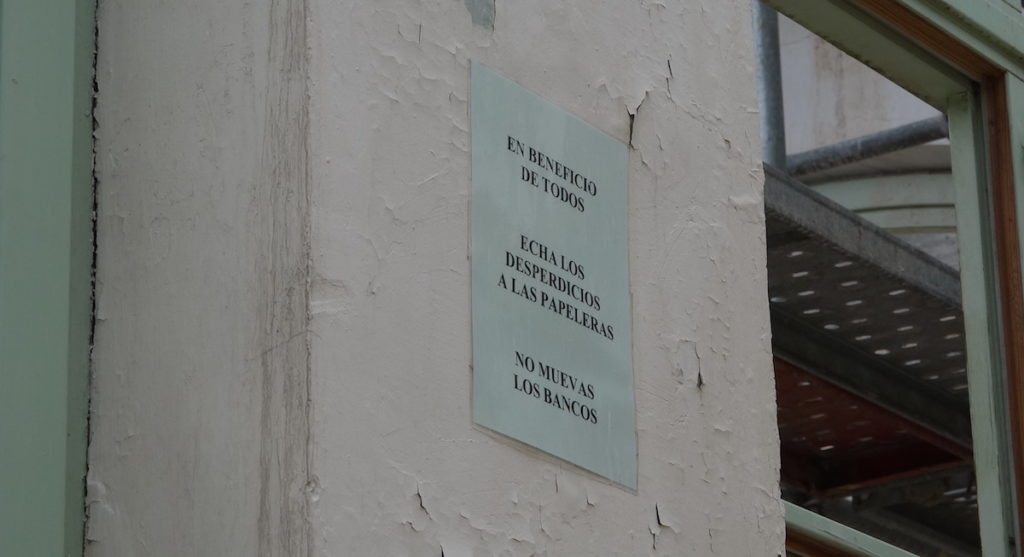 EN BENEFICIO
DE TODOS
ECHA LOS
DESPERDICIOS
A LAS PAPELERAS
NO MUEVAS
LOS BANCOS